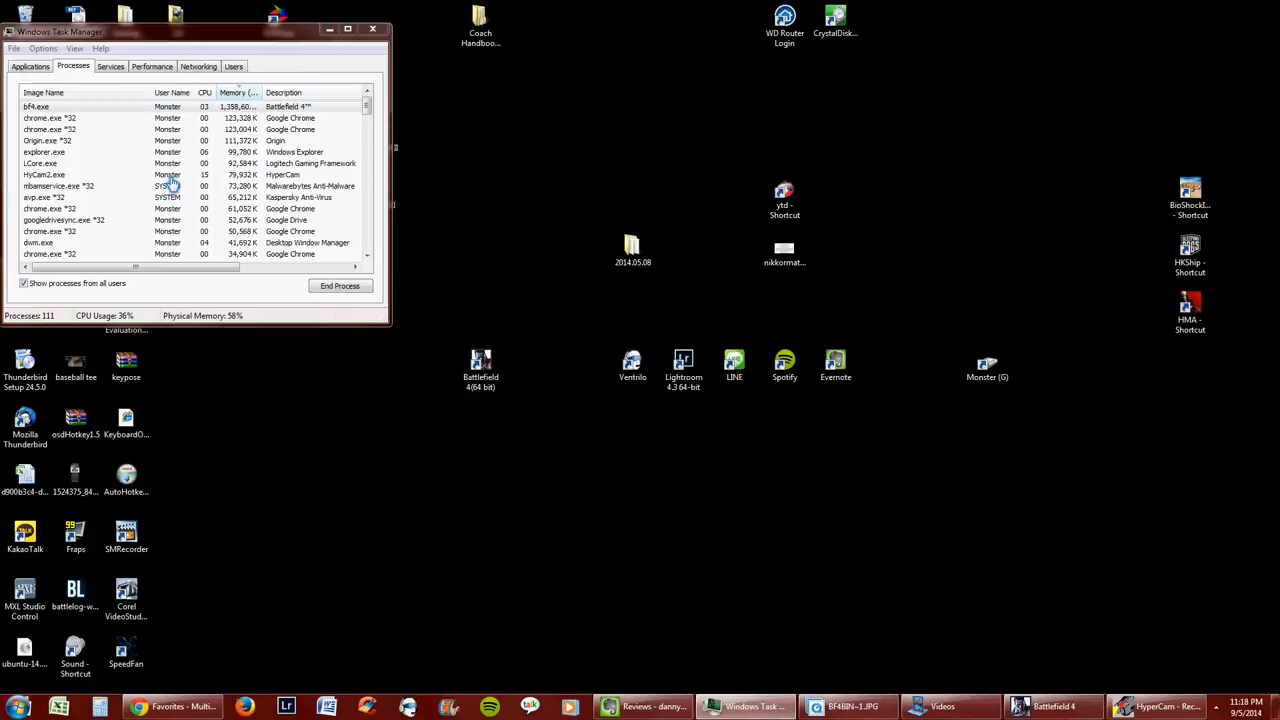 Coach
Handboo...
WD Router
Login
CrystalDisk...
Windows Task Manager
File Options View Help
Applications Processes Services Performance Networking Users
Image Name User Name CPU Memory (... Description
bf4.exe Monster 03 1,358,60... Battlefield 4™
chrome.exe *32 Monster 00 123,328 K Google Chrome
chrome.exe *32 Monster 00 123,004 K Google Chrome
Origin.exe *32 Monster 00 111,372 K Origin
explorer.exe Monster 06 99,780 K Windows Explorer
LCore.exe Monster 00 92,584 K Logitech Gaming Framework
HyCam2.exe Monster 15 79,932 K HyperCam
mbamservice.exe *32 00 73,280 K Malwarebytes Anti-Malware
avp.exe *32 SYSTEM 00 65,212 K Kaspersky Anti-Virus
chrome.exe *32 Monster 00 61,052 K Google Chrome
googledrivesync.exe *32 Monster 00 52,676 K Google Drive
chrome.exe *32 Monster 00 50,568 K Google Chrome
dwm.exe Monster 04 41,692 K Desktop Window Manager
chrome.exe *32 Monster 00 34,904 K Google Chrome
Show processes from all users
End Process
Processes: 111 CPU Usage: 36% Physical Memory: 58%
Evaluation...
ytd -
Shortcut
BioShockI...
- Shortcut
2014.05.08
nikkormat...
HKShip -
Shortcut
HMA -
Shortcut
Thunderbird
Setup 24.5.0
baseball tee
keypose
Battlefield
4(64 bit)
Ventrilo
Lightroom
4.3 64-bit
LINE
Spotify
Evernote
Monster (G)
Mozilla
Thunderbird
osdHotkey1.5
KeyboardO...
d900b3c4-d...
1524375_84...
AutoHotke...
KakaoTalk
99
Fraps
SMRecorder
MXL Studio
Control
BL
battlelog-w...
Corel
VideoStud...
ubuntu-14....
Sound -
Shortcut
SpeedFan
Favorites - Multi...
Lr
talk
Reviews - danny...
Windows Task ...
BF4BIN~1.JPG
Videos
Battlefield 4
HyperCam - Rec...
11:18 PM
9/5/2014